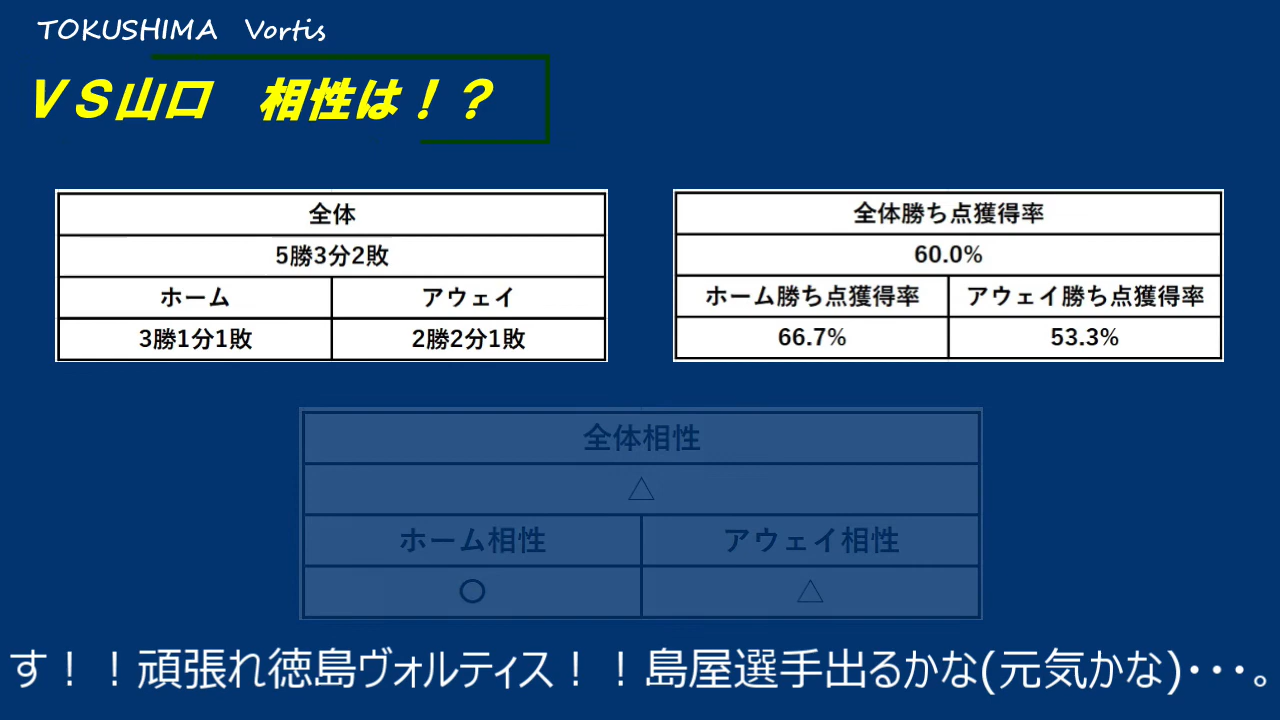 TOKUSHIMA Vortis
VS山口 相性は!?
全体
5勝3分2敗
ホーム アウェイ
3勝1分1敗 2勝2分1敗
全体勝ち点獲得率
60.0%
ホーム勝ち点獲得率 アウェイ勝ち点獲得率
66.7% 53.3%
全体相性
△
ホーム相性 アウェイ相性
〇 △
す!!頑張れ徳島ヴォルティス!!島屋選手出るかな(元気かな)・・・。